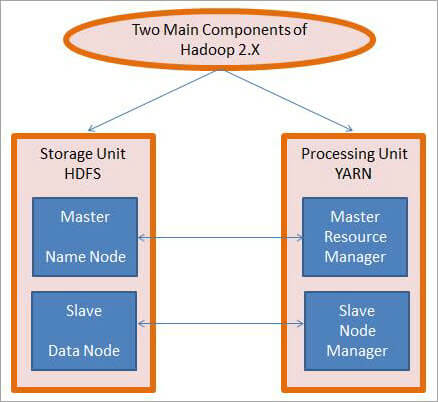 Two Main Components of
Hadoop 2.X
Storage Unit
HDFS
Master
Name Node
Slave
Data Node
Processing Unit
YARN
Master
Resource
Manager
Slave
Node
Manager